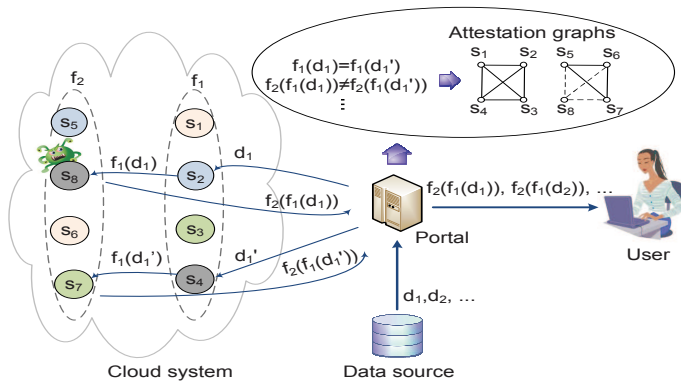 Attestation graphs
f₁(d₁)=f₁(d₁')
f₂(f₁(d₁))≠f₂(f₁(d₁'))
⋮
s₁ s₂ s₅ s₆
s₄ s₃ s₈ s₇
f₂ f₁
s₅
s₁
s₈
f₁(d₁)
s₂
d₁
f₂(f₁(d₁))
s₆
s₃
s₇
f₁(d₁')
s₄
d₁'
f₂(f₁(d₁'))
Portal
f₂(f₁(d₁)), f₂(f₁(d₂)), ...
User
d₁,d₂, ...
Cloud system
Data source